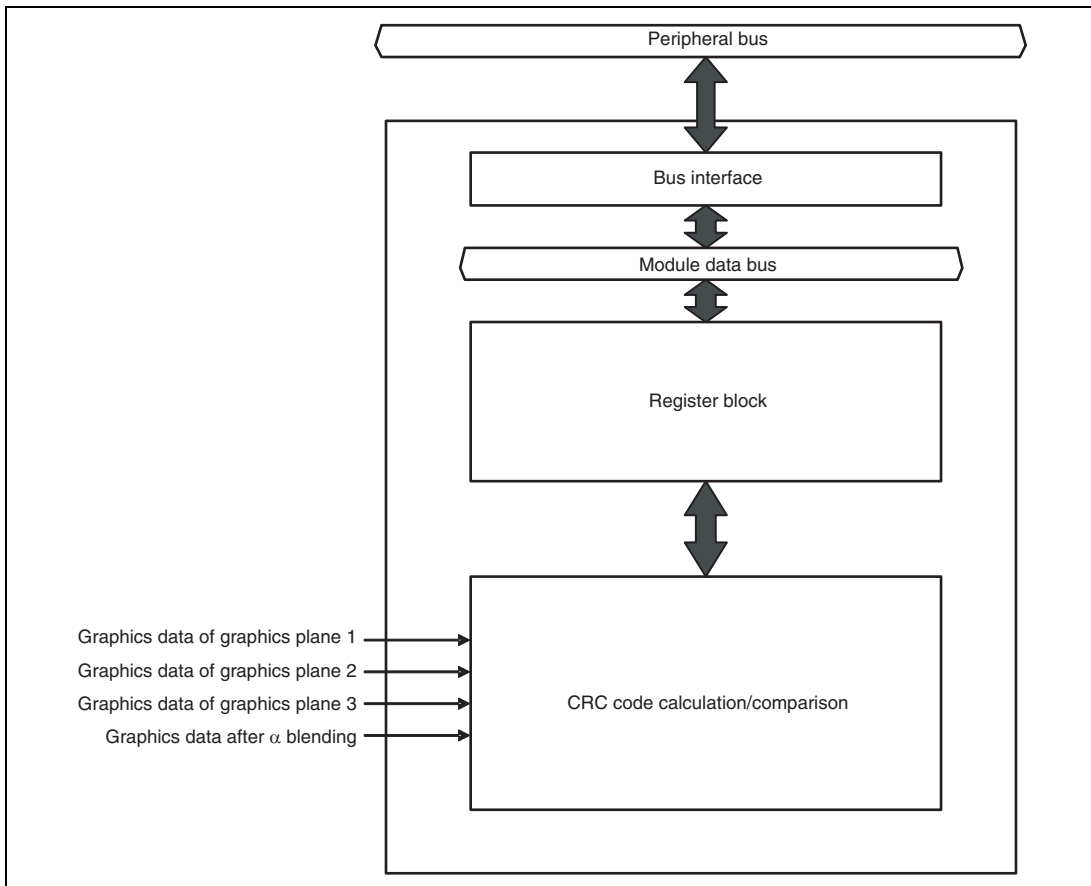 Peripheral bus
Bus interface
Module data bus
Register block
Graphics data of graphics plane 1
Graphics data of graphics plane 2
Graphics data of graphics plane 3
Graphics data after α blending
CRC code calculation/comparison